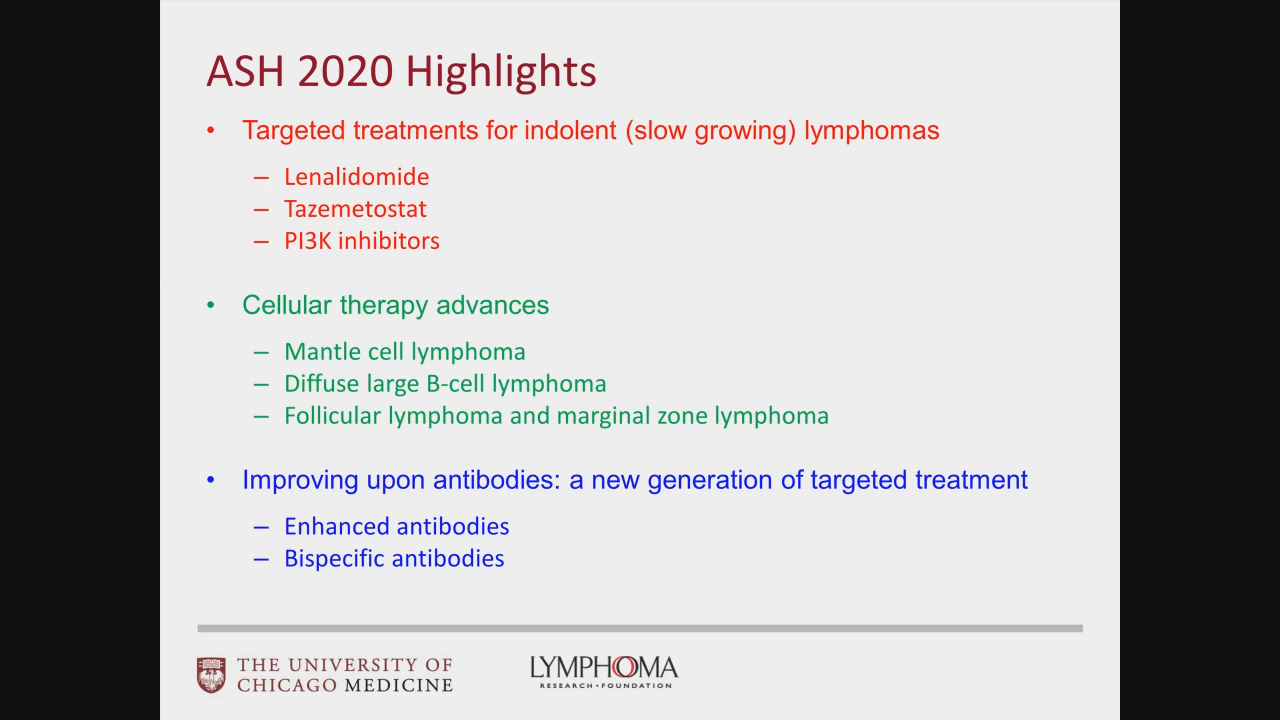 ASH 2020 Highlights
• Targeted treatments for indolent (slow growing) lymphomas
– Lenalidomide
– Tazemetostat
– PI3K inhibitors
• Cellular therapy advances
– Mantle cell lymphoma
– Diffuse large B-cell lymphoma
– Follicular lymphoma and marginal zone lymphoma
• Improving upon antibodies: a new generation of targeted treatment
– Enhanced antibodies
– Bispecific antibodies
THE UNIVERSITY OF
CHICAGO MEDICINE
LYMPHOMA
RESEARCH • FOUNDATION